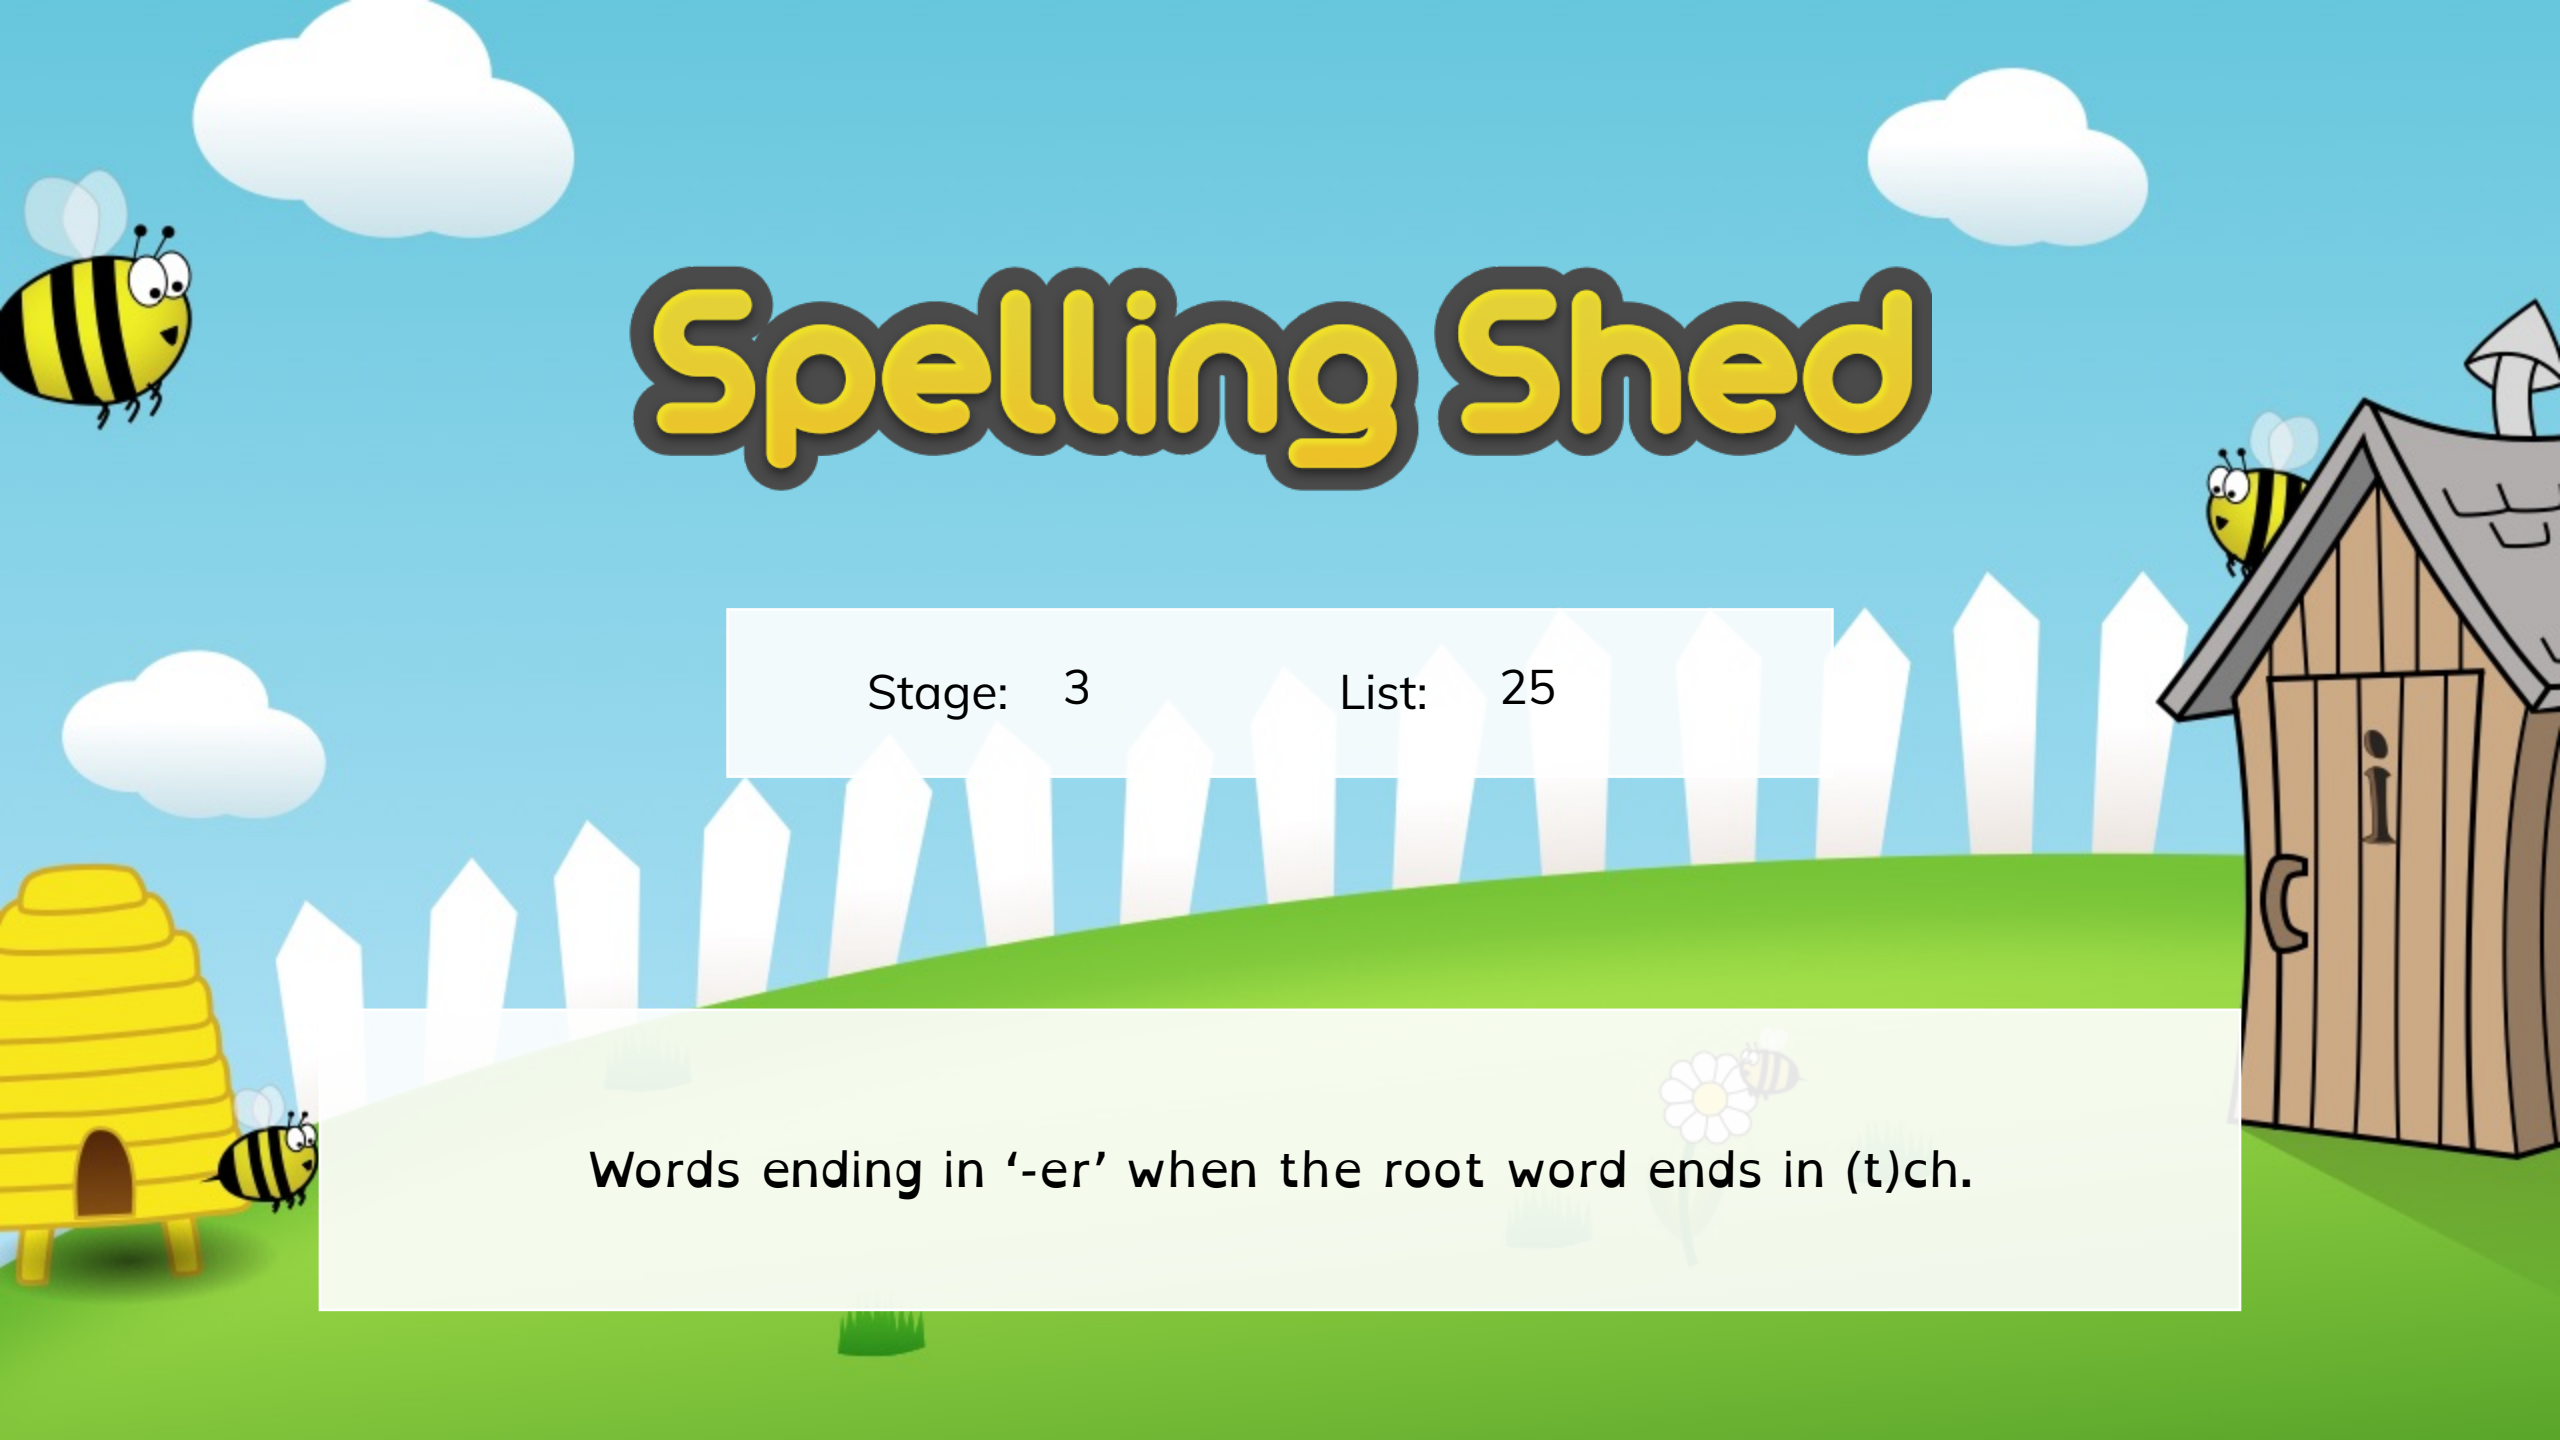 Spelling Shed
Stage: 3 List: 25
Words ending in ‘-er’ when the root word ends in (t)ch.